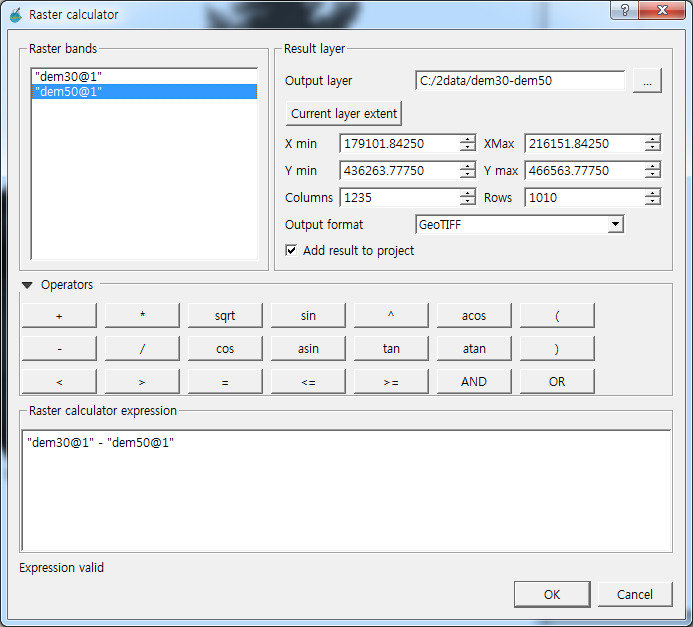 Raster calculator
Raster bands
"dem30@1"
"dem50@1"
Result layer
Output layer C:/2data/dem30-dem50 ...
Current layer extent
X min 179101.84250 XMax 216151.84250
Y min 436263.77750 Y max 466563.77750
Columns 1235 Rows 1010
Output format GeoTIFF
Add result to project
Operators
+ * sqrt sin ^ acos (
- / cos asin tan atan )
< > = <= >= AND OR
Raster calculator expression
"dem30@1" - "dem50@1"
Expression valid
OK Cancel